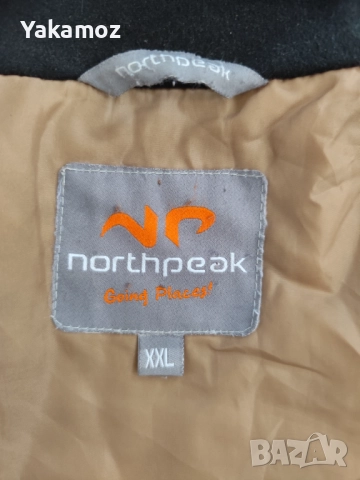 Yakamoz
northpeak
NP
northpeak
Going Places!
XXL
BAZAR